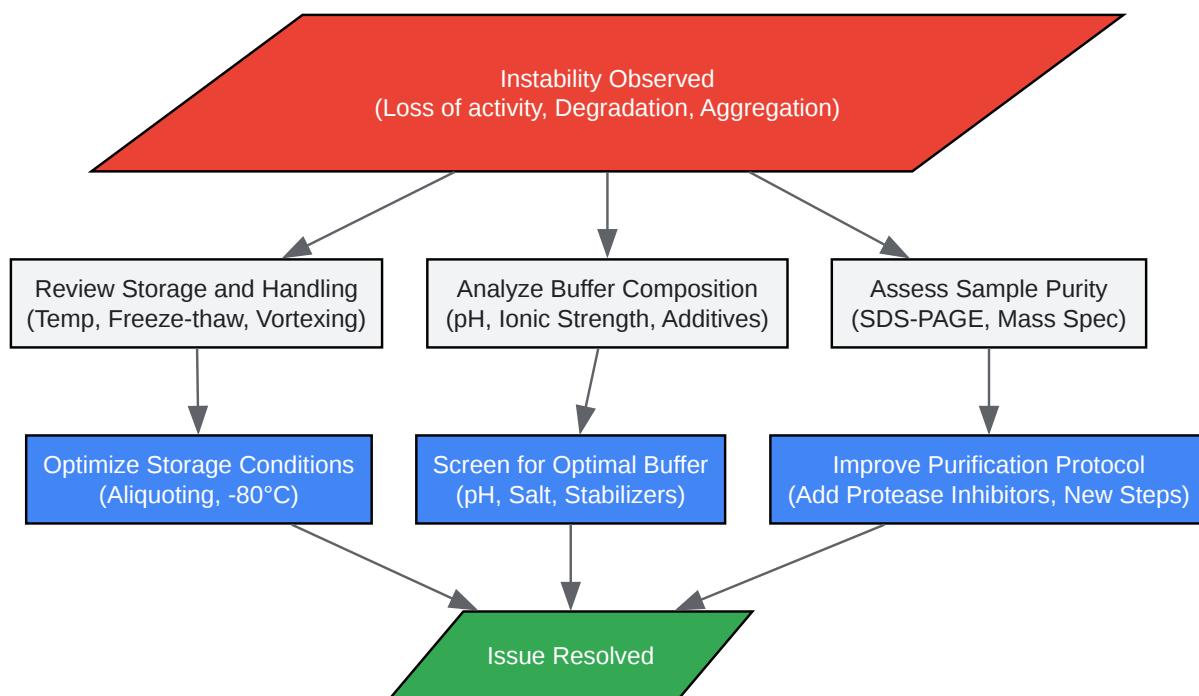 Instability Observed
(Loss of activity, Degradation, Aggregation)
Review Storage and Handling
(Temp, Freeze-thaw, Vortexing)
Analyze Buffer Composition
(pH, Ionic Strength, Additives)
Assess Sample Purity
(SDS-PAGE, Mass Spec)
Optimize Storage Conditions
(Aliquoting, -80°C)
Screen for Optimal Buffer
(pH, Salt, Stabilizers)
Improve Purification Protocol
(Add Protease Inhibitors, New Steps)
Issue Resolved